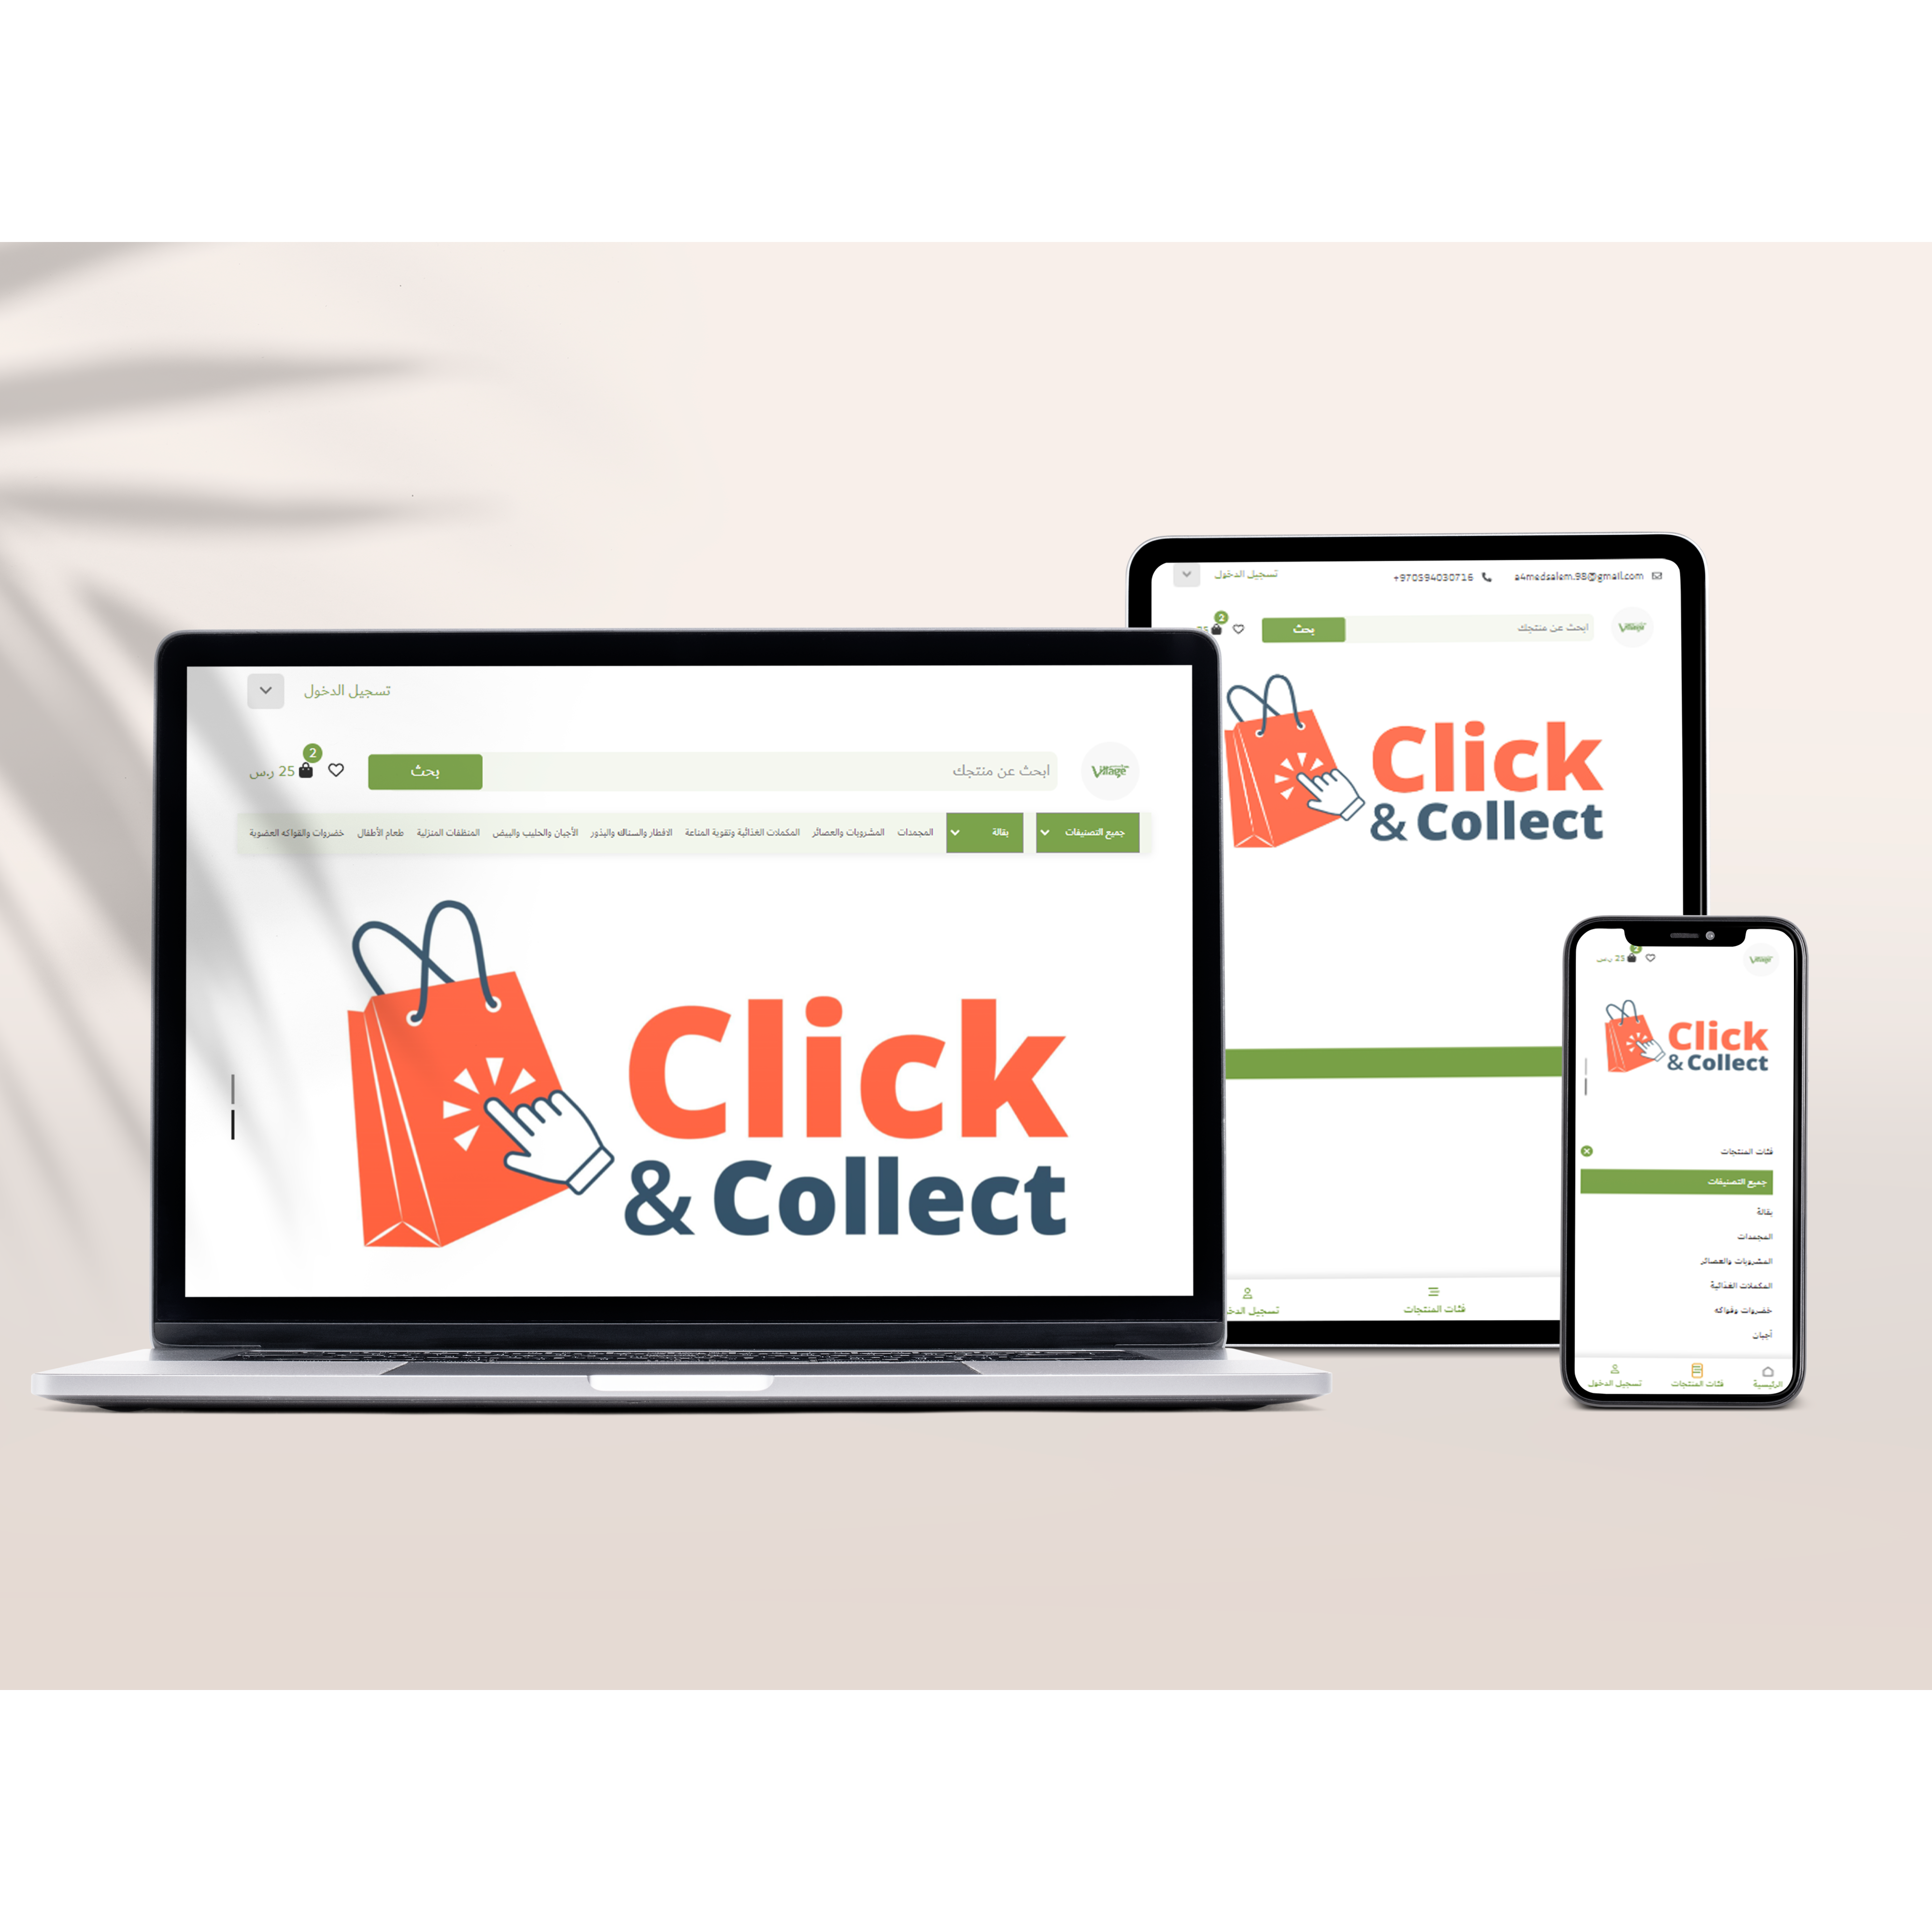 تسجيل الدخول
Village
ابحث عن منتجك
بحث
2
25 ر.س
جميع التصنيفات
بقالة
المجمدات
المشروبات والعصائر
المكملات الغذائية وتقوية المناعة
الافطار والسناك والبذور
الأجبان والحليب والبيض
المنظفات المنزلية
طعام الأطفال
خضروات والفواكه العضوية
Click
& Collect
a4medsalem.98@gmail.com
+970594030716
تسجيل الدخول
Village
ابحث عن منتجك
بحث
2
Click
& Collect
فئات المنتجات
تسجيل الدخ
Village
2
25 ر.س
Click
& Collect
فئات المنتجات
جميع التصنيفات
بقالة
المجمدات
المشروبات والعصائر
المكملات الغذائية
خضروات وفواكه
أجبات
الرئيسية
فئات المنتجات
تسجيل الدخول